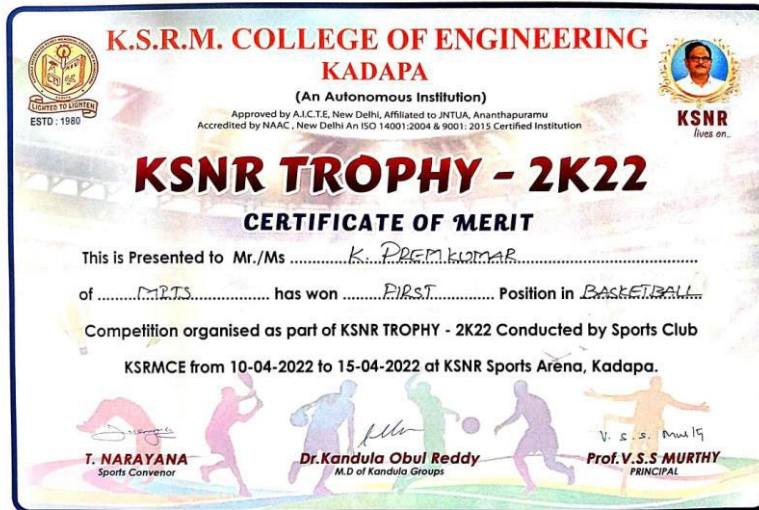 K.S.R.M. COLLEGE OF ENGINEERING
KADAPA
(An Autonomous Institution)
Approved by A.I.C.T.E, New Delhi, Affiliated to JNTUA, Ananthapuramu
Accredited by NAAC , New Delhi An ISO 14001:2004 & 9001: 2015 Certified Institution
LIGHTED TO LIGHTEN
ESTD : 1980
KSNR
lives on..
KSNR TROPHY - 2K22
CERTIFICATE OF MERIT
This is Presented to Mr./Ms K. PREMKUMAR
of MPTS has won FIRST Position in BASKETBALL
Competition organised as part of KSNR TROPHY - 2K22 Conducted by Sports Club
KSRMCE from 10-04-2022 to 15-04-2022 at KSNR Sports Arena, Kadapa.
V. S. S. Murty
T. NARAYANA
Sports Convenor
Dr.Kandula Obul Reddy
M.D of Kandula Groups
Prof.V.S.S MURTHY
PRINCIPAL